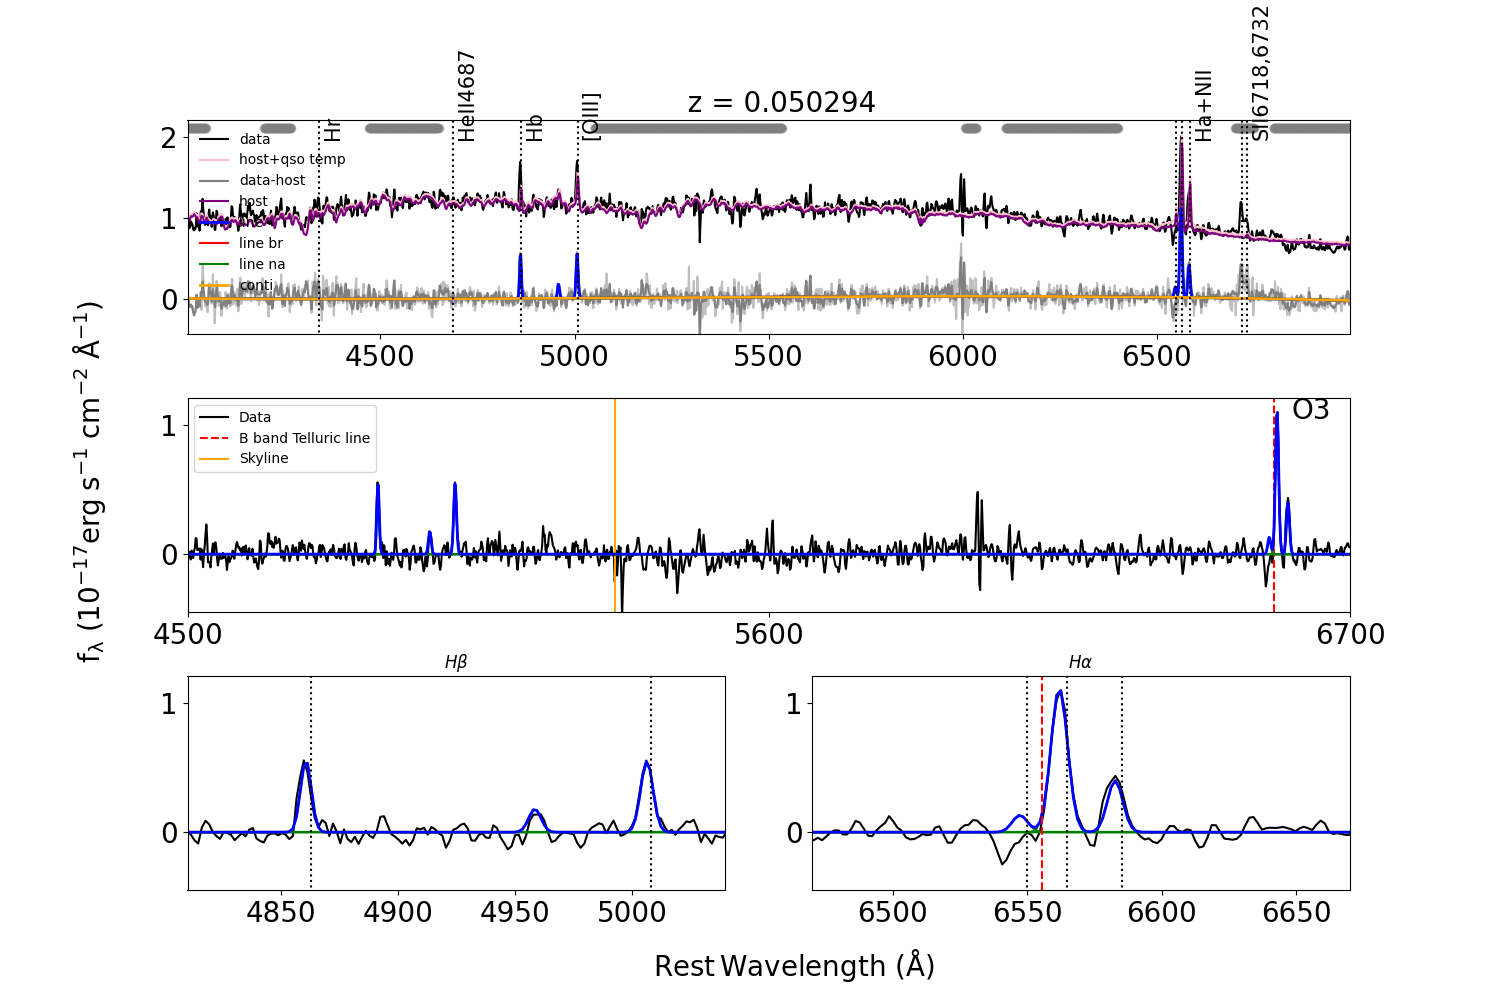 z = 0.050294
Hr
HeII4687
Hb
[OIII]
Ha+NII
SII6718,6732
data
host+qso temp
data-host
host
line br
line na
conti
2
1
0
4500 5000 5500 6000 6500
fλ (10⁻¹⁷erg s⁻¹ cm⁻² Å⁻¹)
Data
B band Telluric line
Skyline
O3
1
0
4500 5600 6700
Hβ
1
0
4850 4900 4950 5000
Hα
1
0
6500 6550 6600 6650
Rest Wavelength (Å)